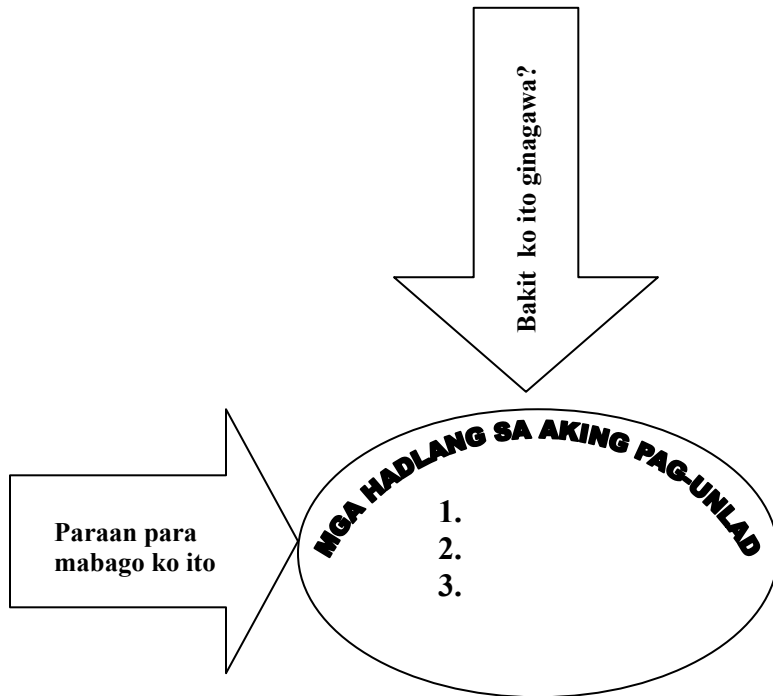 Bakit ko ito ginagawa?
MGA HADLANG SA AKING PAG-UNLAD
1.
2.
3.
Paraan para
mabago ko ito